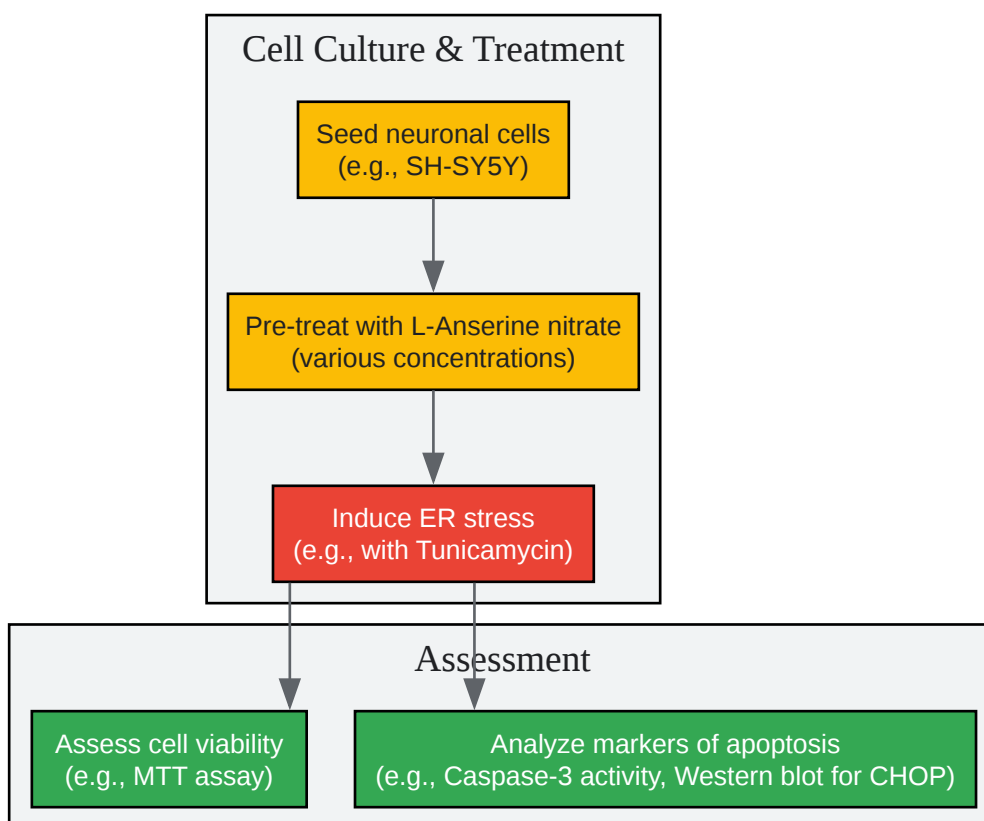 Cell Culture & Treatment
Seed neuronal cells
(e.g., SH-SY5Y)
Pre-treat with L-Anserine nitrate
(various concentrations)
Induce ER stress
(e.g., with Tunicamycin)
Assessment
Assess cell viability
(e.g., MTT assay)
Analyze markers of apoptosis
(e.g., Caspase-3 activity, Western blot for CHOP)